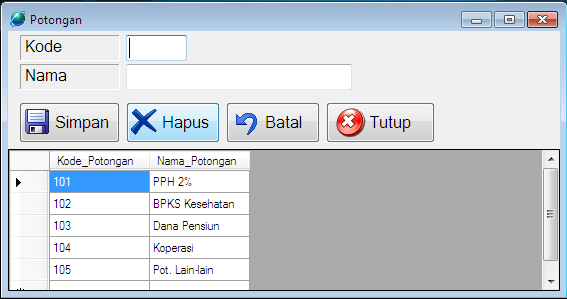 Potongan
Kode
Nama
Simpan Hapus Batal Tutup
Kode_Potongan Nama_Potongan
101 PPH 2%
102 BPKS Kesehatan
103 Dana Pensiun
104 Koperasi
105 Pot. Lain-lain